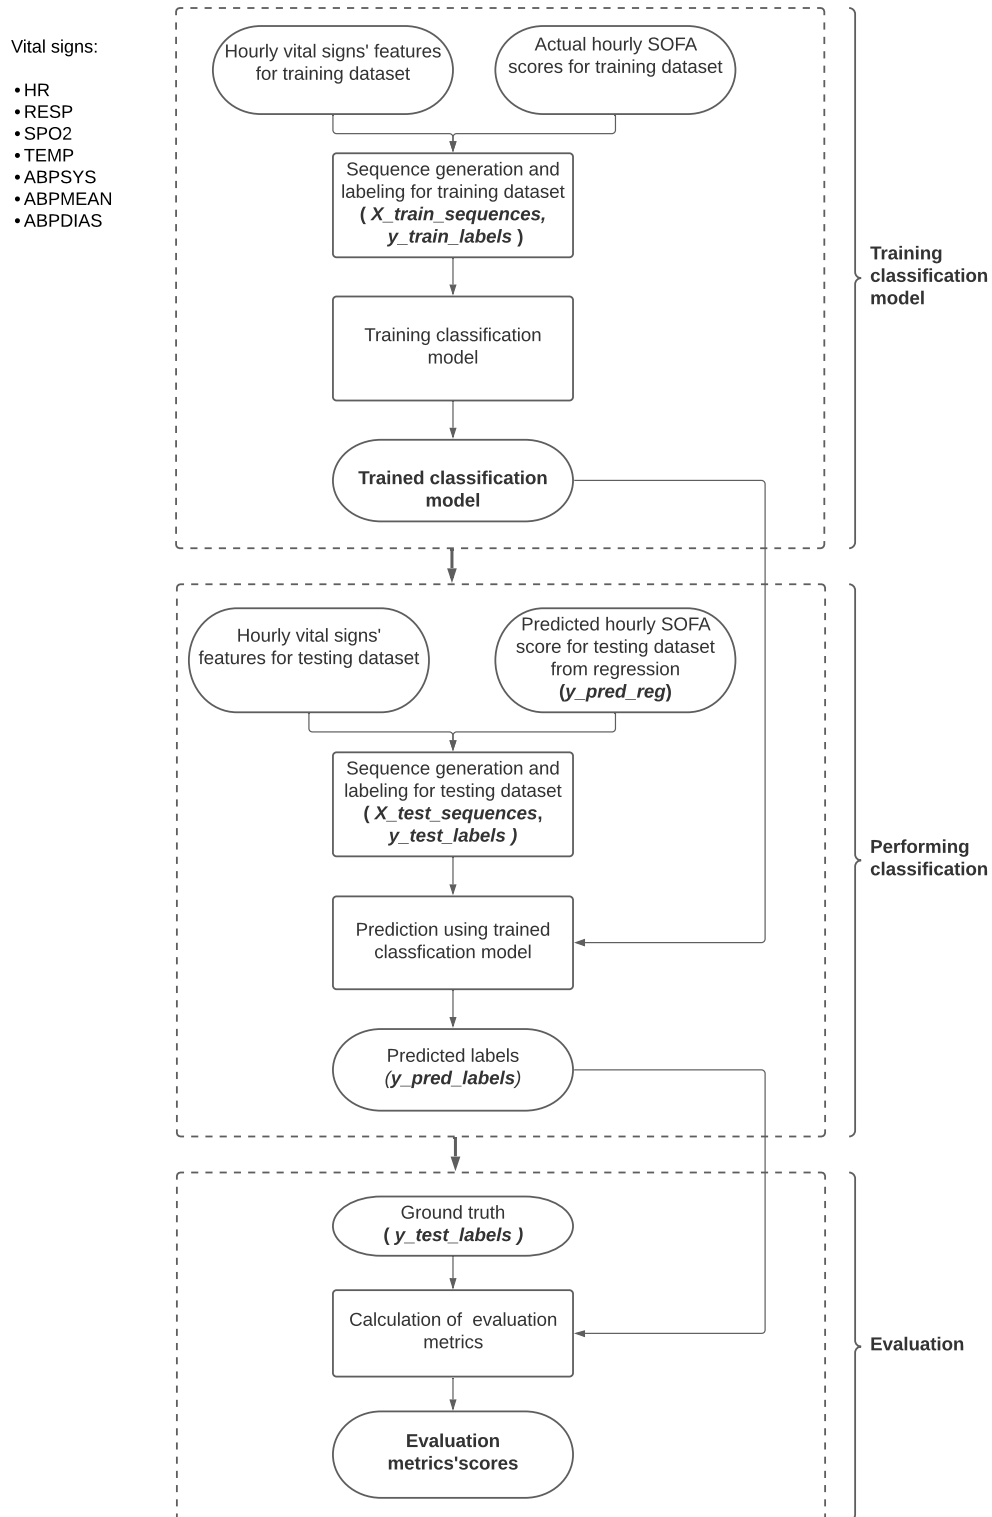 Vital signs:
• HR
• RESP
• SPO2
• TEMP
• ABPSYS
• ABPMEAN
• ABPDIAS
Hourly vital signs' features
for training dataset
Actual hourly SOFA
scores for training dataset
Sequence generation and
labeling for training dataset
( X_train_sequences,
y_train_labels )
Training classification
model
Trained classification
model
Training
classification
model
Hourly vital signs'
features for testing dataset
Predicted hourly SOFA
score for testing dataset
from regression
(y_pred_reg)
Sequence generation and
labeling for testing dataset
( X_test_sequences,
y_test_labels )
Prediction using trained
classfication model
Predicted labels
(y_pred_labels)
Performing
classification
Ground truth
( y_test_labels )
Calculation of  evaluation
metrics
Evaluation
metrics'scores
Evaluation